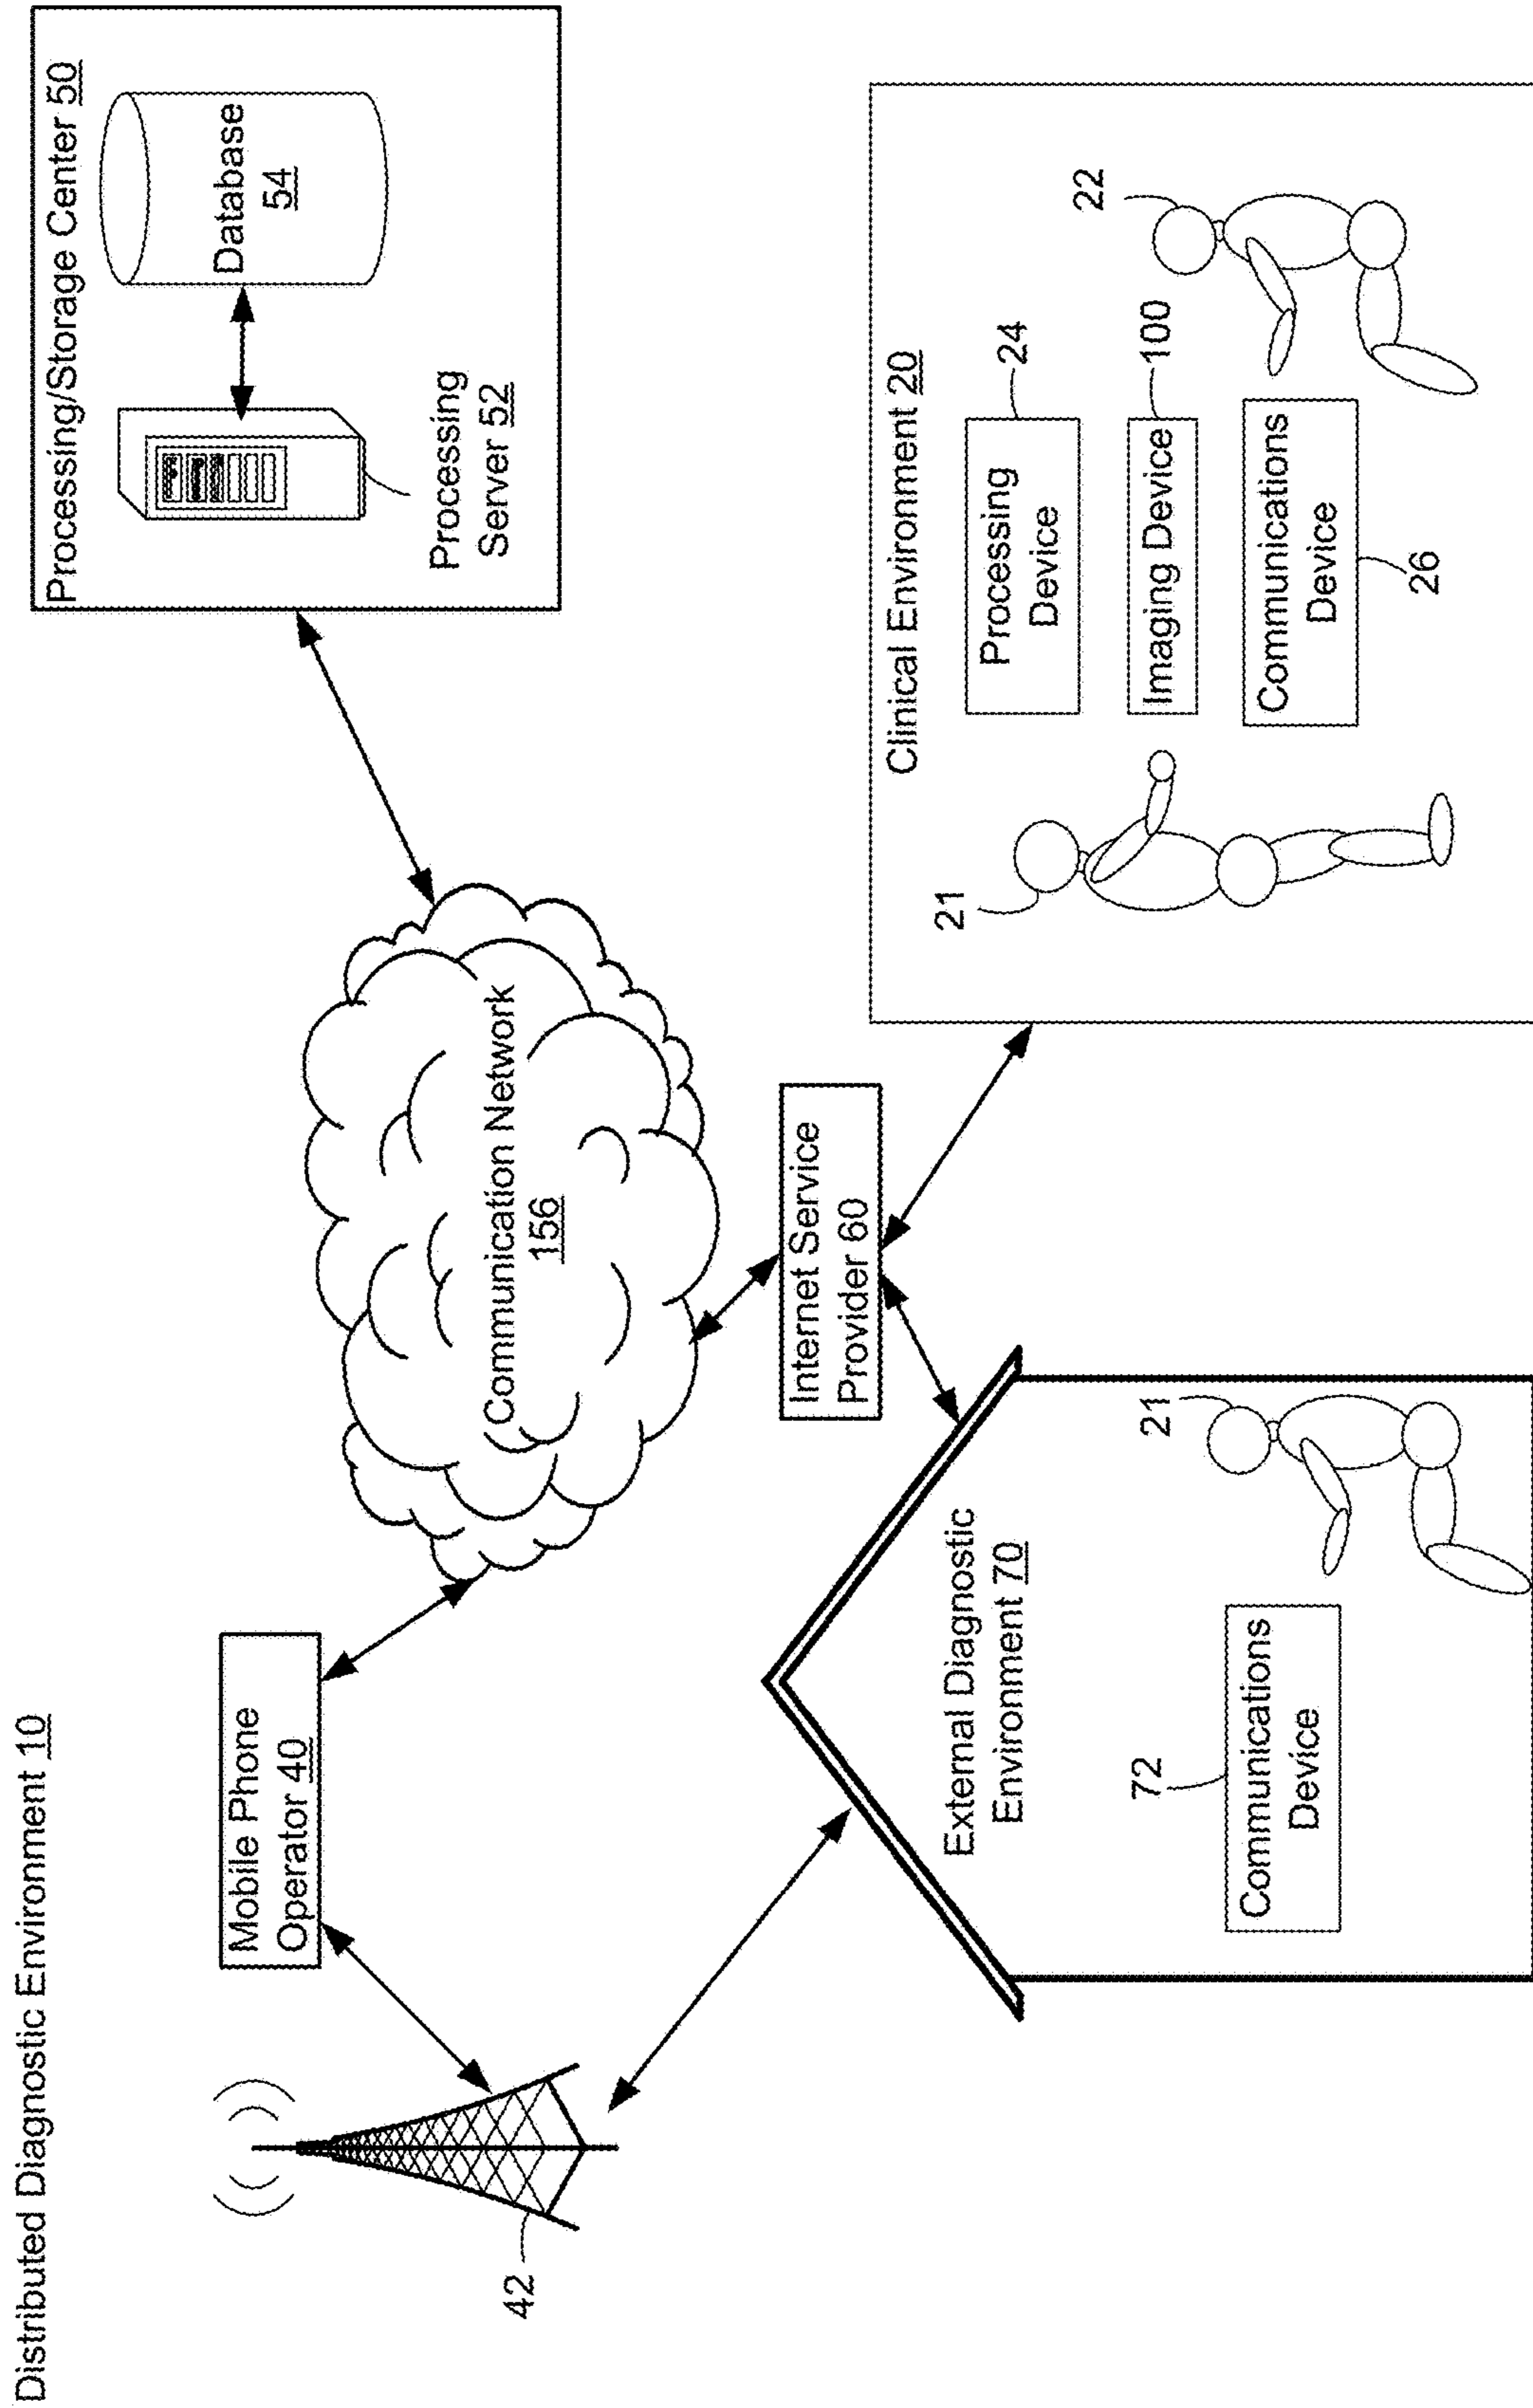 Distributed Diagnostic Environment 10
Mobile Phone
Operator 40
42
Communication Network
156
Processing/Storage Center 50
Database
54
Processing
Server 52
Internet Service
Provider 60
External Diagnostic
Environment 70
72
Communications
Device
21
Clinical Environment 20
21
Processing
Device
24
Imaging Device
100
Communications
Device
26
22